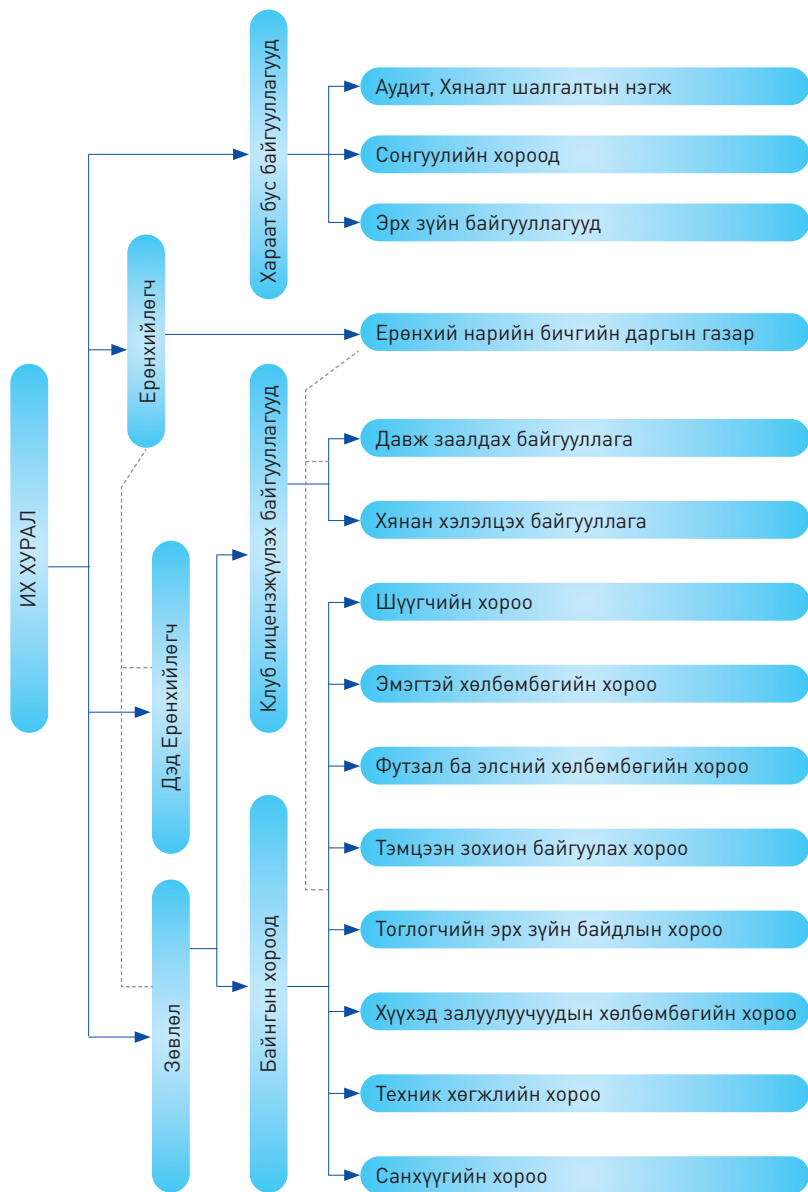 ИХ ХУРАЛ
Ерөнхийлөгч
Дэд Ерөнхийлөгч
Зөвлөл
Хараат бус байгууллагууд
Клуб лицензжүүлэх байгууллагууд
Байнгын хороод
Аудит, Хяналт шалгалтын нэгж
Сонгуулийн хороод
Эрх зүйн байгууллагууд
Ерөнхий нарийн бичгийн даргын газар
Давж заалдах байгууллага
Хянан хэлэлцэх байгууллага
Шүүгчийн хороо
Эмэгтэй хөлбөмбөгийн хороо
Футзал ба элсний хөлбөмбөгийн хороо
Тэмцээн зохион байгуулах хороо
Тоглогчийн эрх зүйн байдлын хороо
Хүүхэд залуулуучуудын хөлбөмбөгийн хороо
Техник хөгжлийн хороо
Санхүүгийн хороо